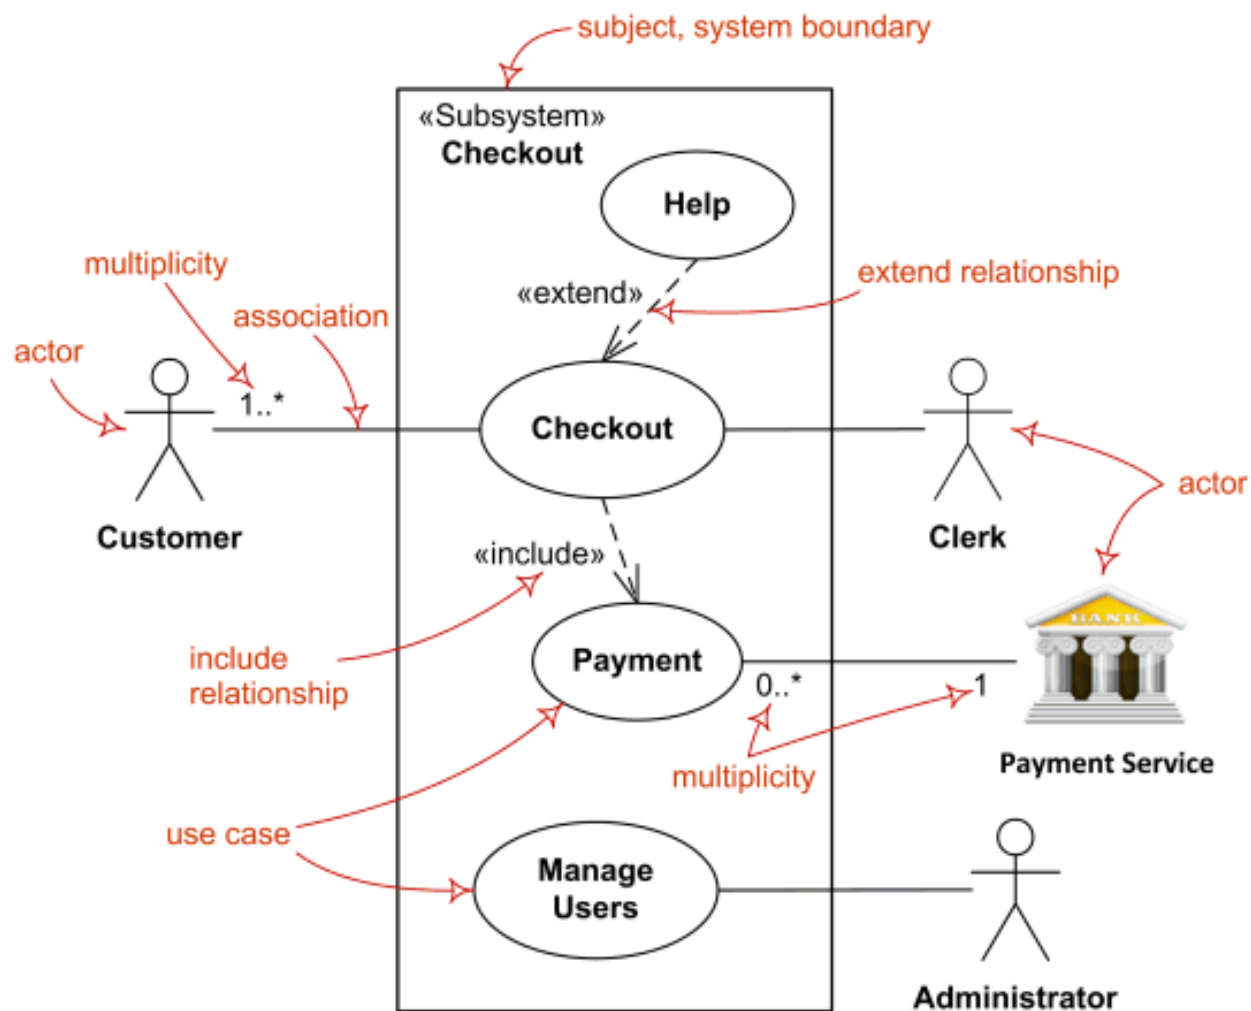 subject, system boundary
«Subsystem»
Checkout
Help
multiplicity
«extend»
extend relationship
association
actor
1..*
Checkout
actor
Customer
Clerk
«include»
BANK
include
relationship
Payment
0..*
1
multiplicity
Payment Service
use case
Manage
Users
Administrator